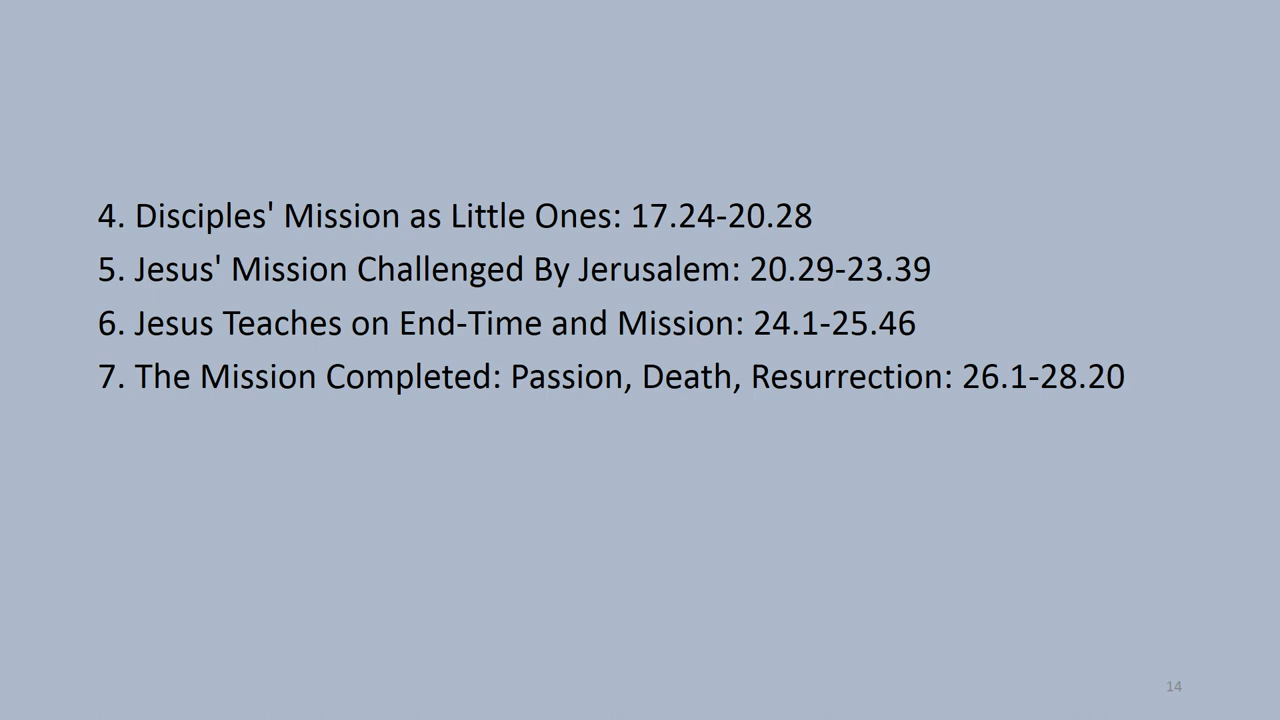 4. Disciples' Mission as Little Ones: 17.24-20.28
5. Jesus' Mission Challenged By Jerusalem: 20.29-23.39
6. Jesus Teaches on End-Time and Mission: 24.1-25.46
7. The Mission Completed: Passion, Death, Resurrection: 26.1-28.20
14